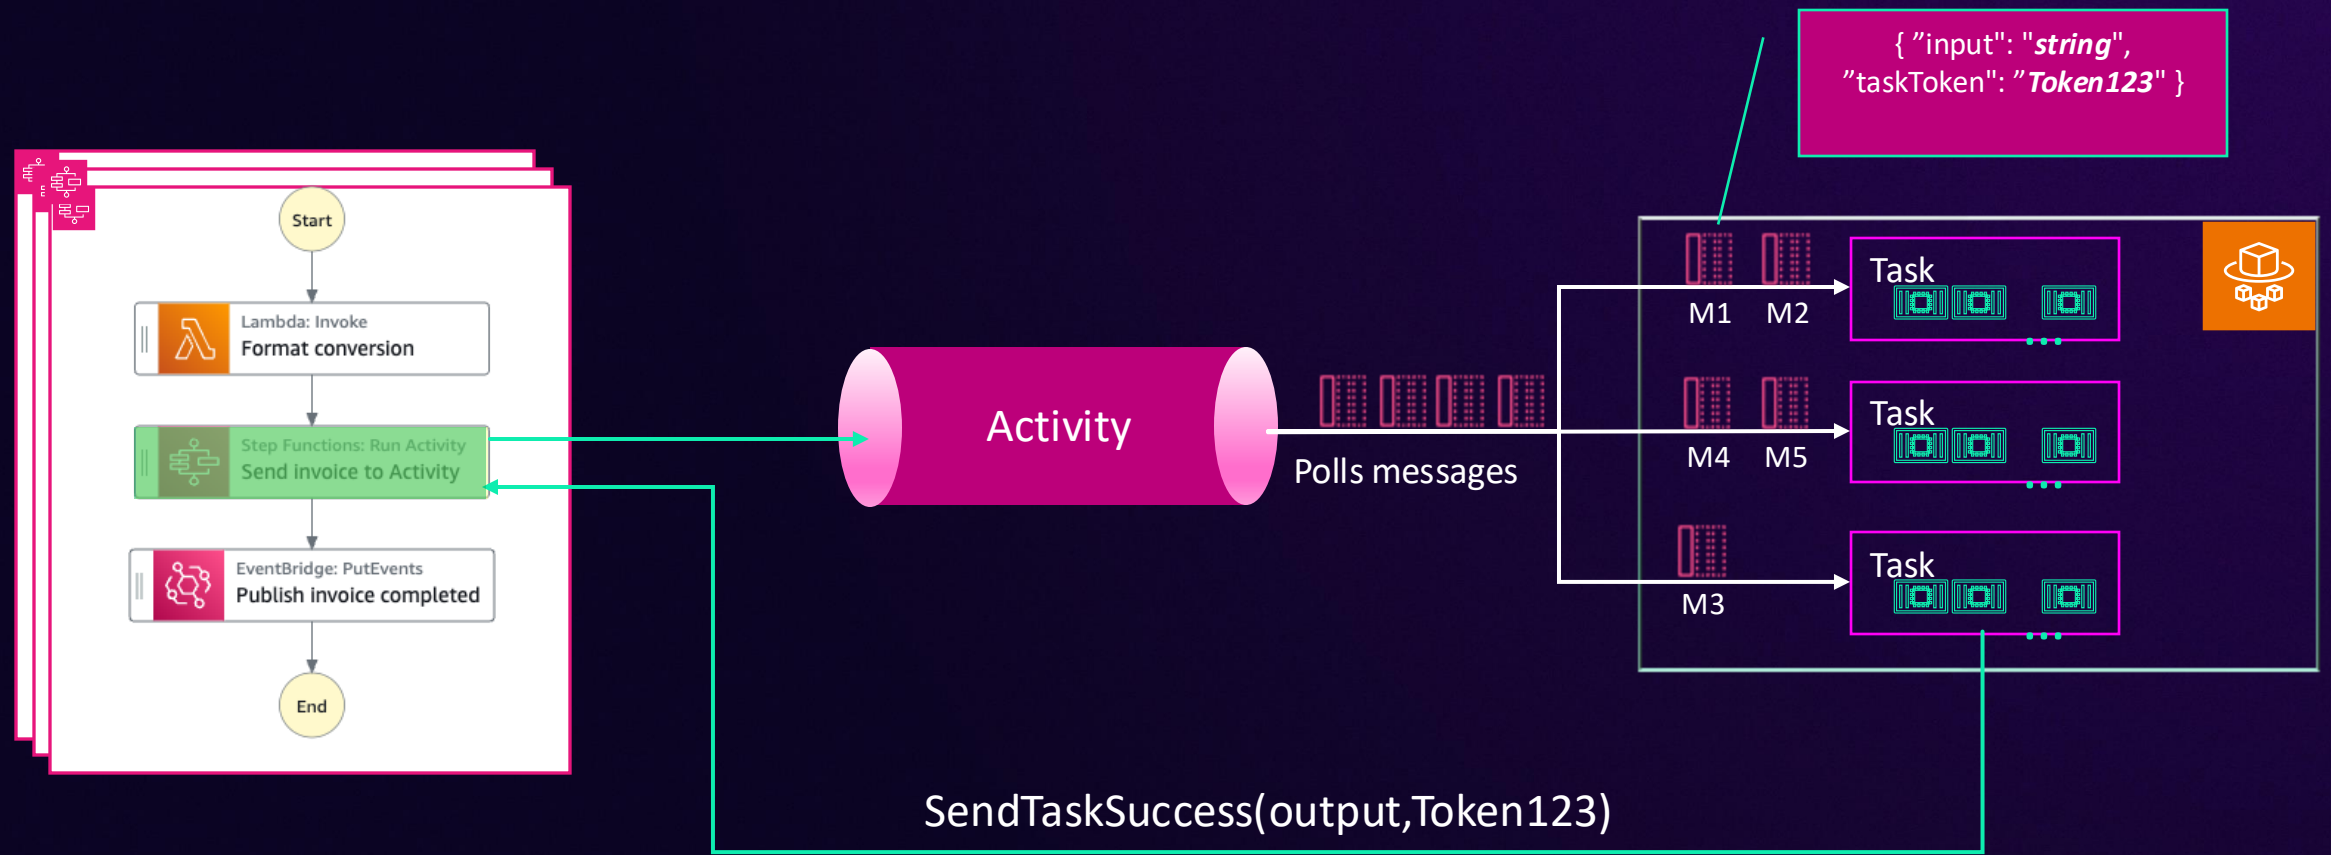 { ”input": "string",
”taskToken": ”Token123" }
Start
Lambda: Invoke
Format conversion
Step Functions: Run Activity
Send invoice to Activity
EventBridge: PutEvents
Publish invoice completed
End
Activity
Polls messages
M1 M2
Task
M4 M5
Task
M3
Task
SendTaskSuccess(output,Token123)